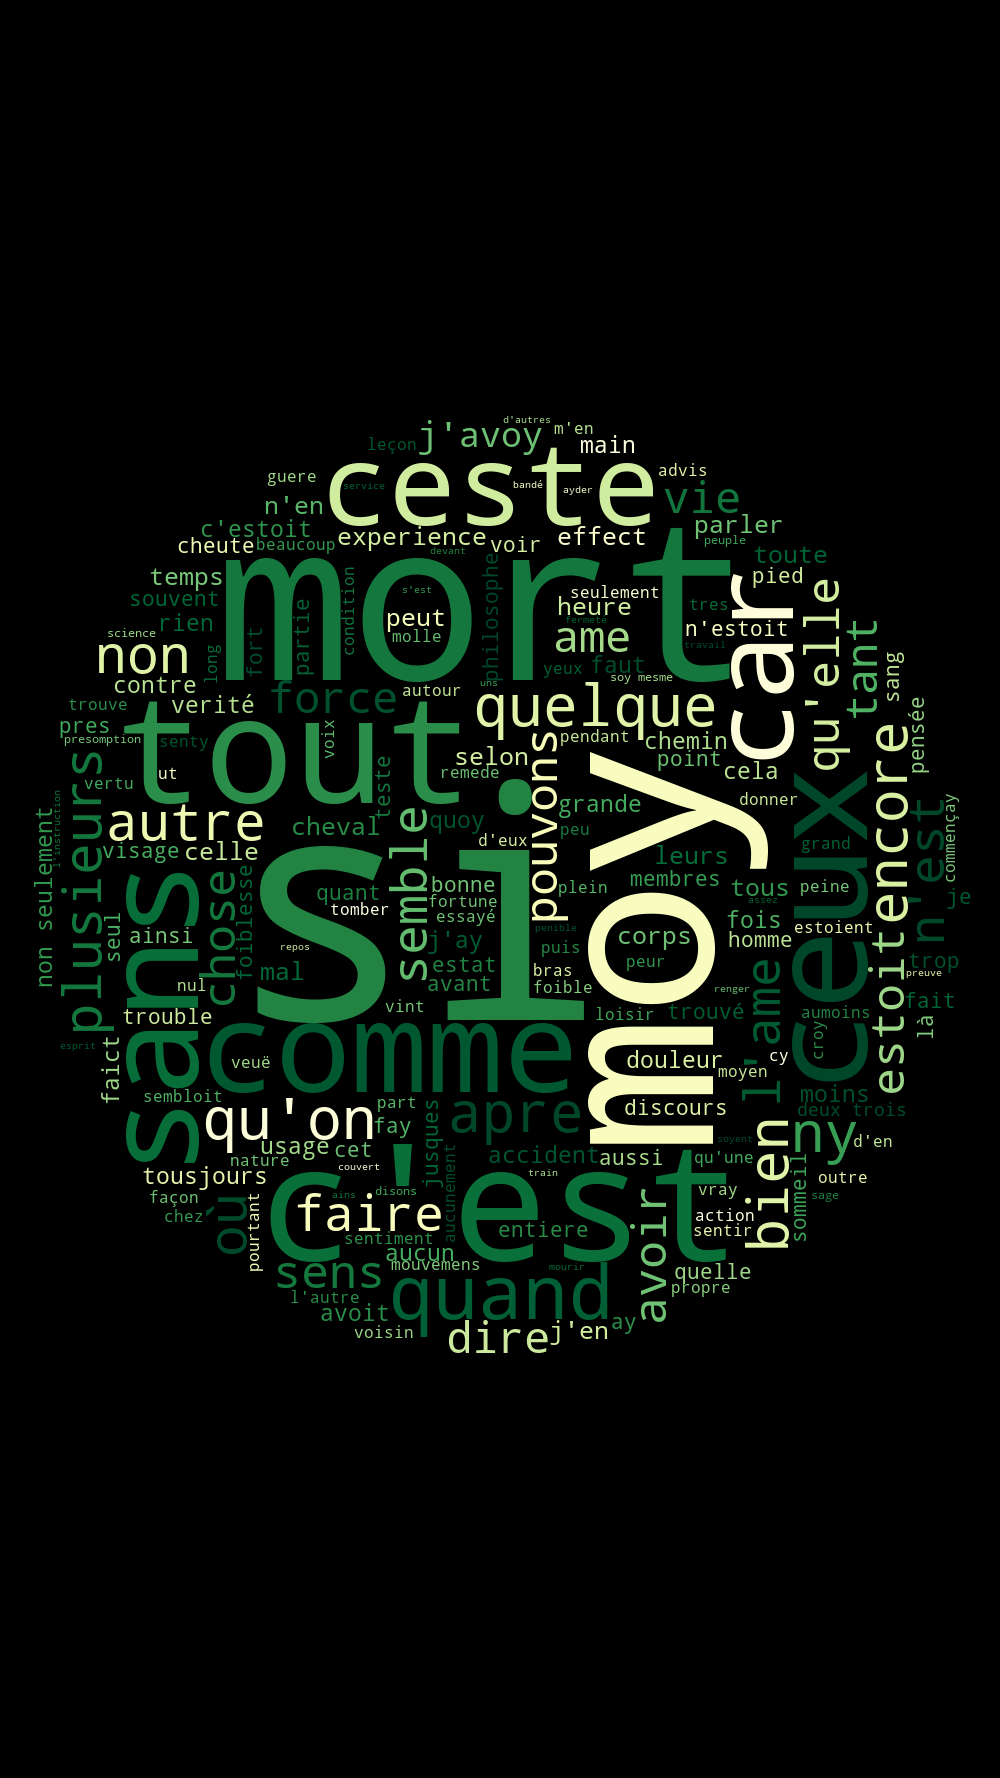 d'autres
leçon
j'avoy
m'en
main
guere
service
ceste
bandé
ayder
advis
n'en
vie
c'estoit
experience
voir
effect
parler
cheute
beaucoup
devant
peuple
toute
temps
mort
s'est
philosophe
seulement
pied
souvent
condition
peut
heure
tres
car
rien
partie
molle
fermeté
n'estoit
qu'elle
science
fort
ame
travail
non
long
yeux
faut
tant
contre
force
autour
uns
soy mesme
sang
trouve
verité
quelque
pres
voix
pendant
chemin
pensée
presomption
senty
tout
selon
point
cela
vertu
ut
teste
remede
pouvons
plusieurs
autre
cheval
quoy
grande
donner
ceux
encore
n'est
commençay
l'instruction
non seulement
visage
celle
semble
d'eux
peu
moy
leurs
grand
si
quant
bonne
plein
membres
tous
peine
je
sans
chose
tomber
fortune
assez
seul
ainsi
foiblesse
essayé
penible
corps
fois
estoient
repos
j'ay
puis
homme
estoit
mal
estat
bras
peur
trop
nul
avant
foible
renger
preuve
trouble
vint
loisir
trouvé
l'ame
aumoins
fait
là
esprit
comme
croy
faict
veuë
douleur
moyen
cy
sembloit
part
apre
discours
moins
qu'on
fay
jusques
deux trois
usage
cet
soyent
ny
d'en
nature
couvert
c'est
aucunement
accident
aussi
qu'une
bien
sommeil
tousjours
train
outre
façon
ains
disons
vray
sage
chez
où
pourtant
faire
avoir
action
sentiment
entiere
sentir
sens
aucun
mouvemens
mourir
quelle
l'autre
quand
propre
avoit
voisin
dire
j'en
ay